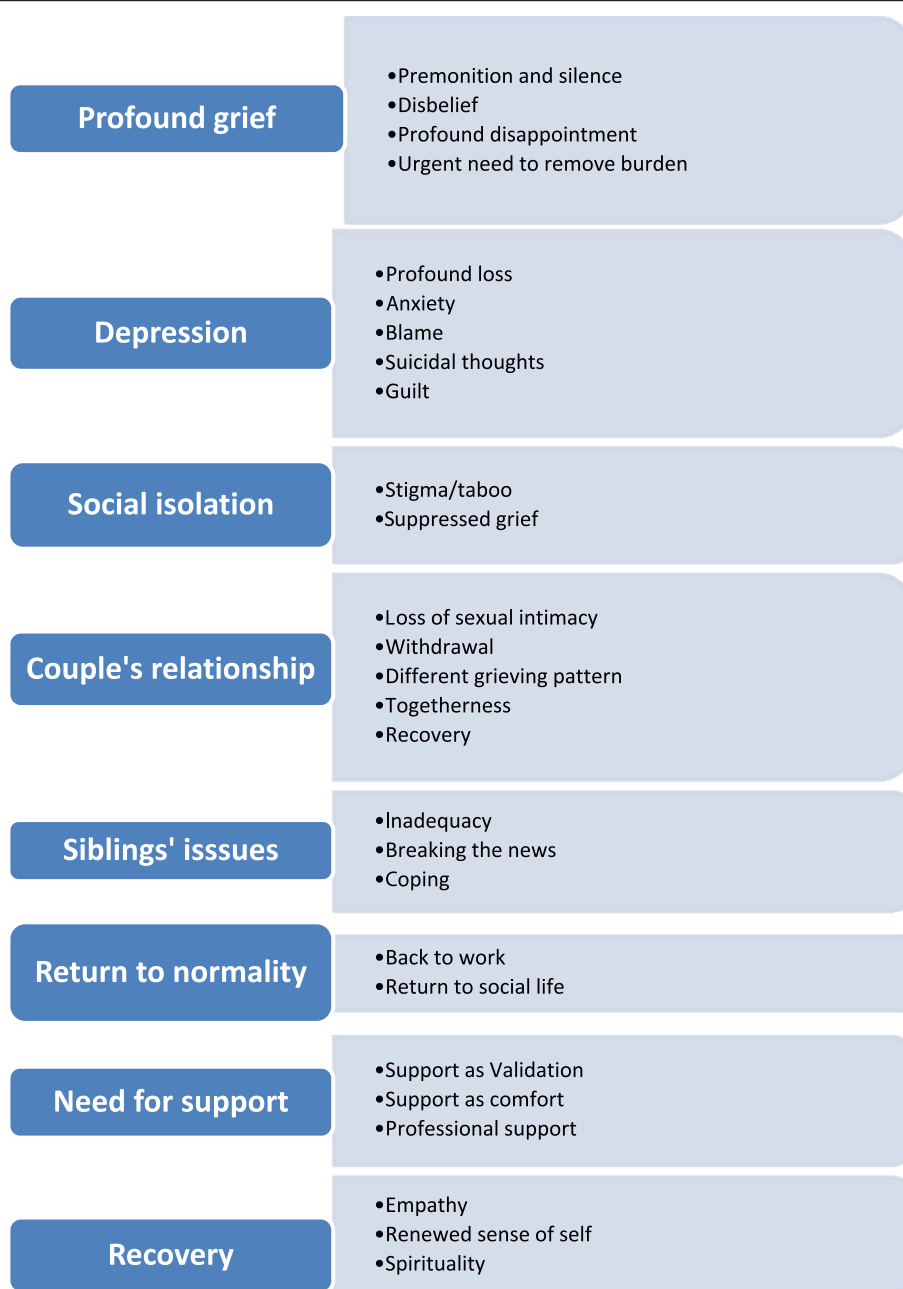 Profound grief
•Premonition and silence
•Disbelief
•Profound disappointment
•Urgent need to remove burden
Depression
•Profound loss
•Anxiety
•Blame
•Suicidal thoughts
•Guilt
Social isolation
•Stigma/taboo
•Suppressed grief
Couple's relationship
•Loss of sexual intimacy
•Withdrawal
•Different grieving pattern
•Togetherness
•Recovery
Siblings' isssues
•Inadequacy
•Breaking the news
•Coping
Return to normality
•Back to work
•Return to social life
Need for support
•Support as Validation
•Support as comfort
•Professional support
Recovery
•Empathy
•Renewed sense of self
•Spirituality